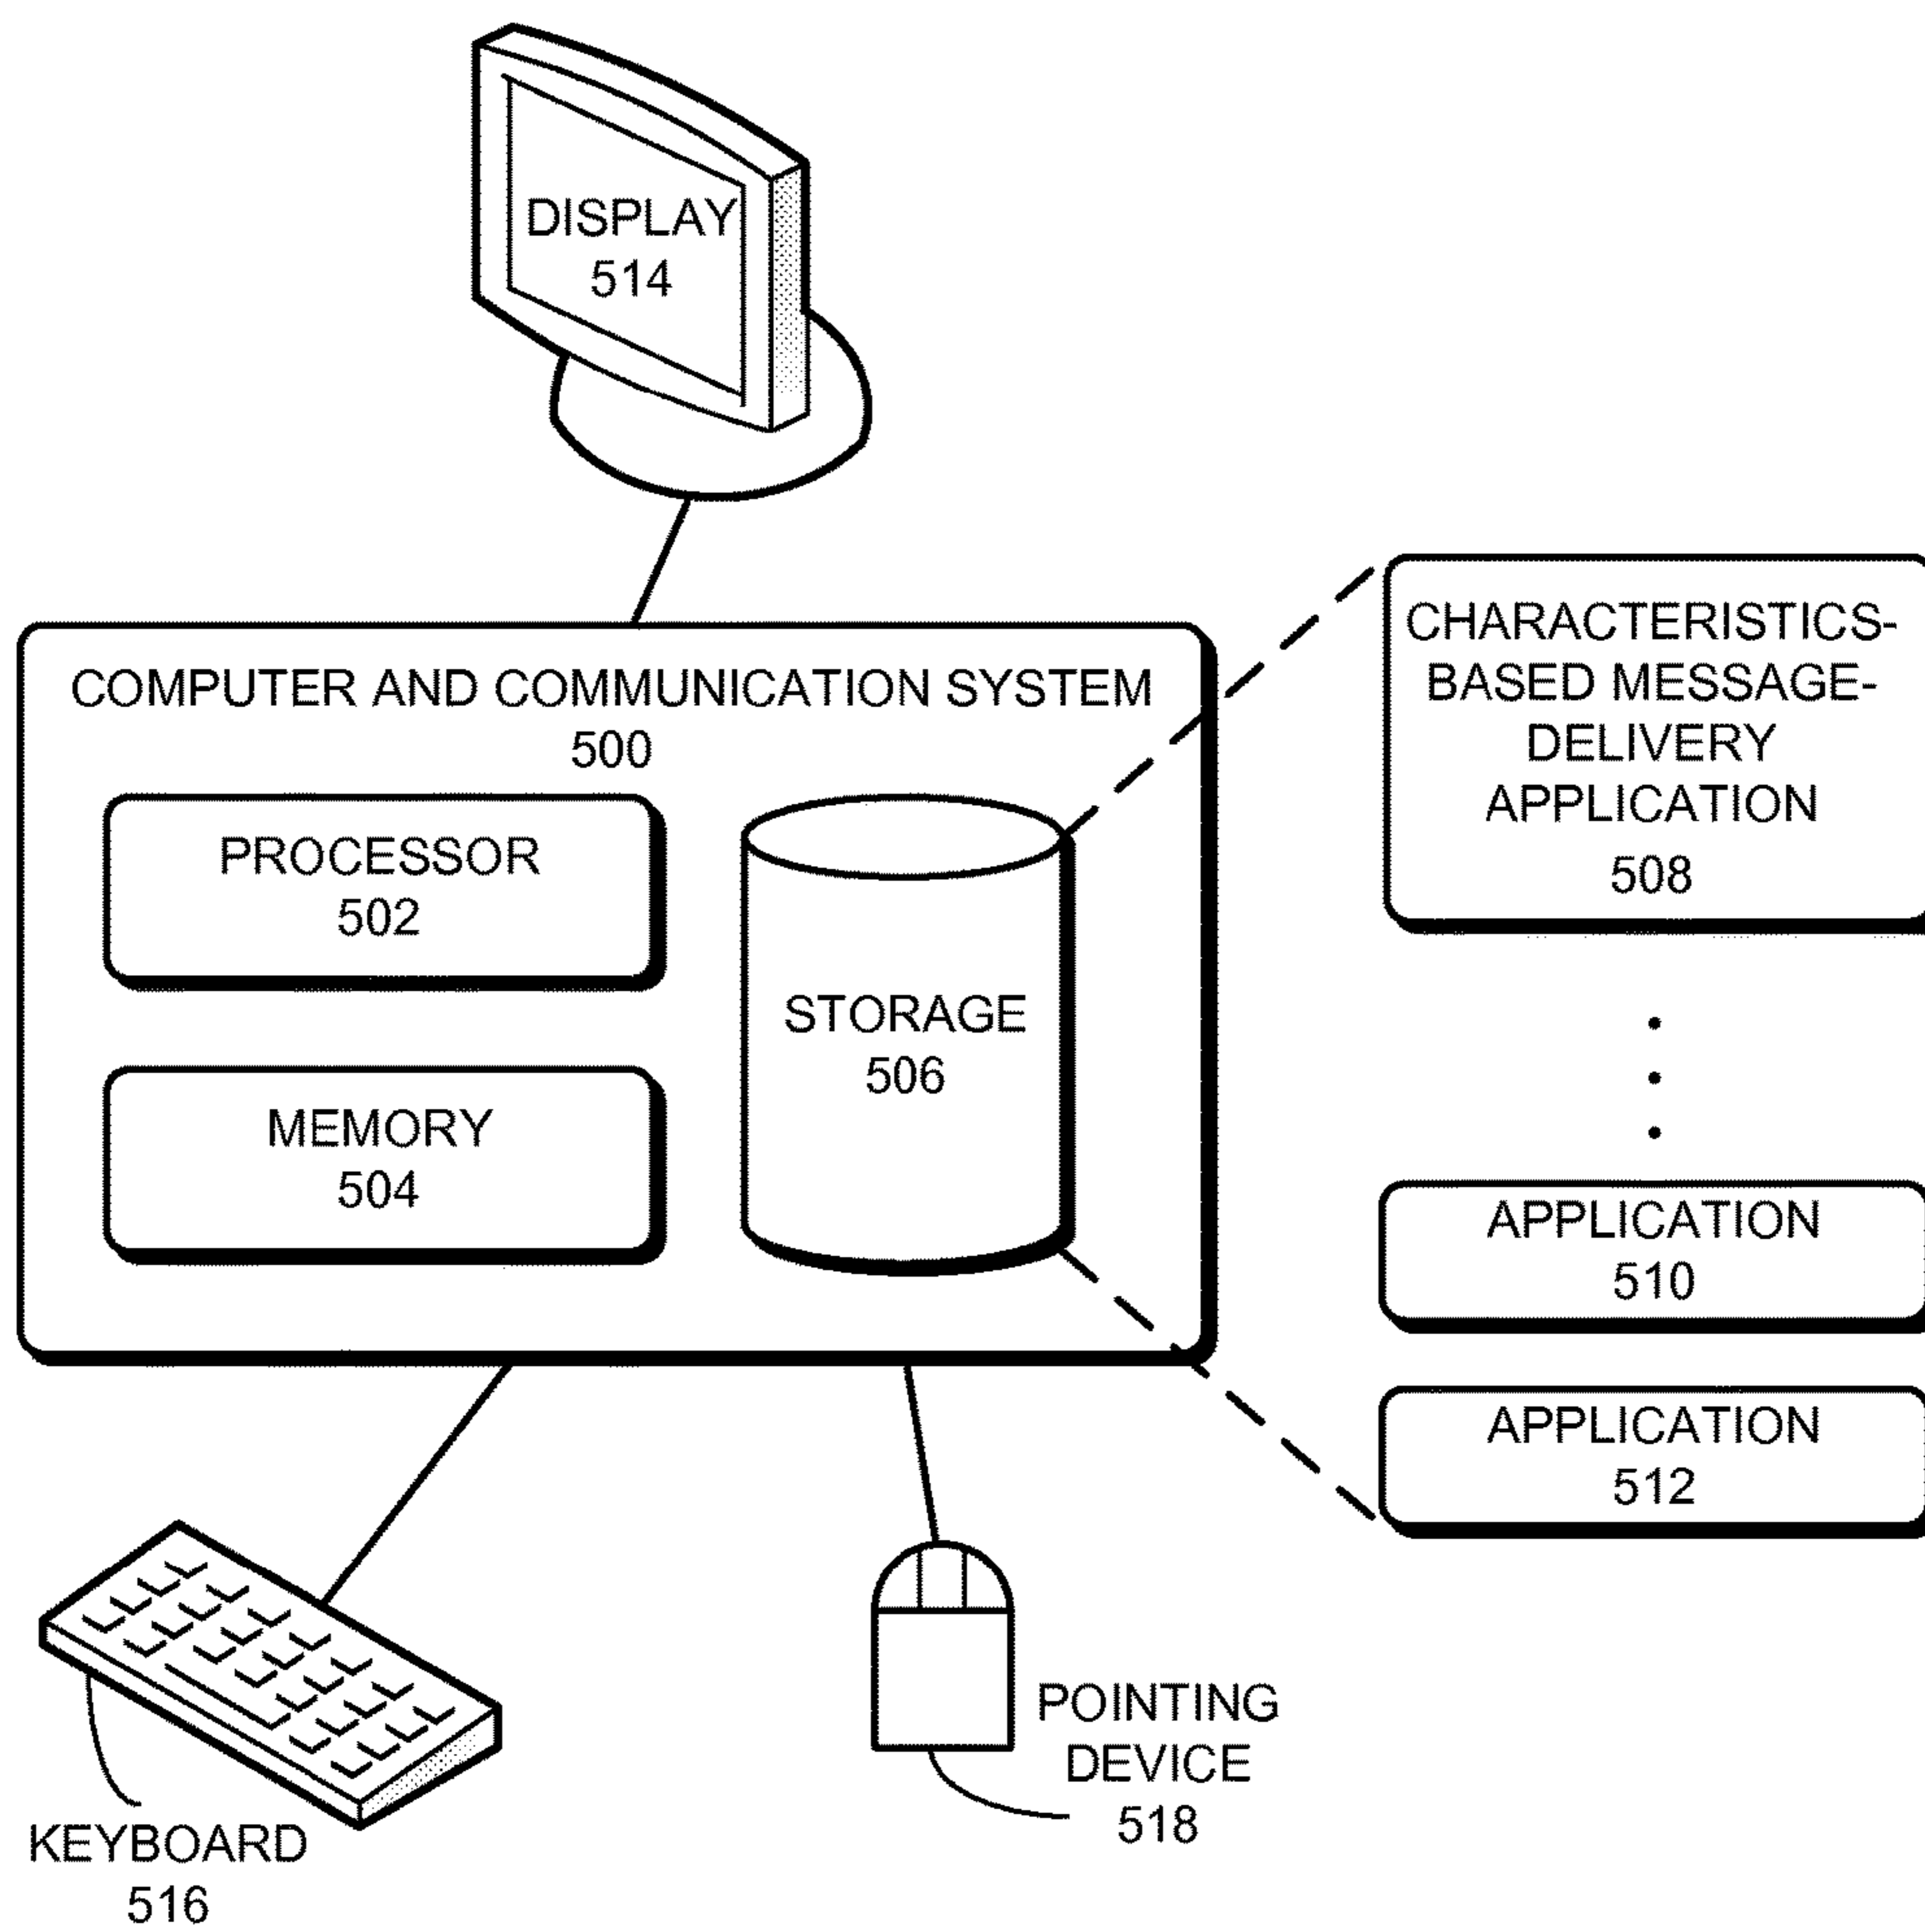 DISPLAY
514
COMPUTER AND COMMUNICATION SYSTEM
500
PROCESSOR
502
MEMORY
504
STORAGE
506
CHARACTERISTICS-
BASED MESSAGE-
DELIVERY
APPLICATION
508
APPLICATION
510
APPLICATION
512
KEYBOARD
516
POINTING
DEVICE
518